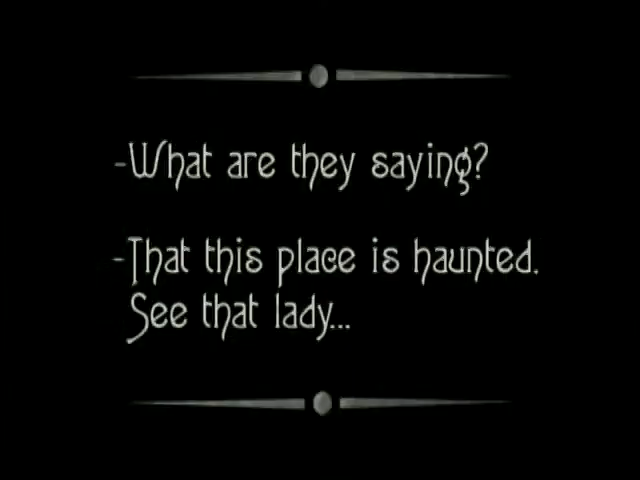 -What are they saying?
-That this place is haunted.
See that lady...